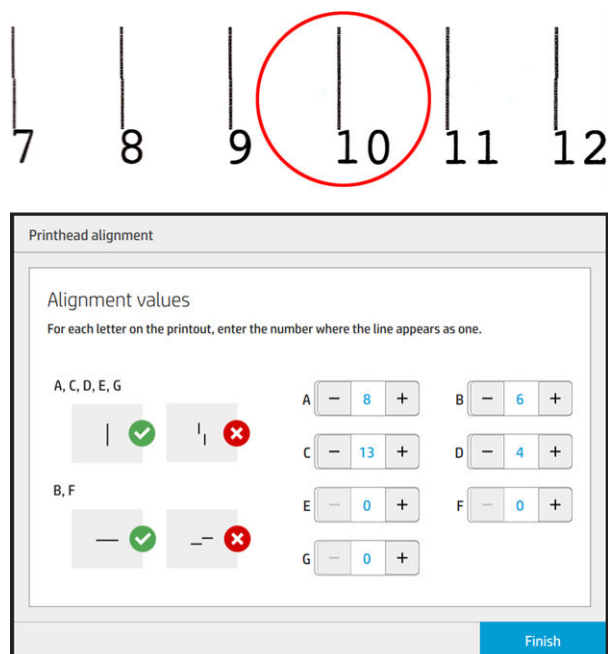 7 8 9 10 11 12
Printhead alignment
Alignment values
For each letter on the printout, enter the number where the line appears as one.
A, C, D, E, G
A − 8 + B − 6 +
C − 13 + D − 4 +
B, F
E − 0 + F − 0 +
G − 0 +
Finish